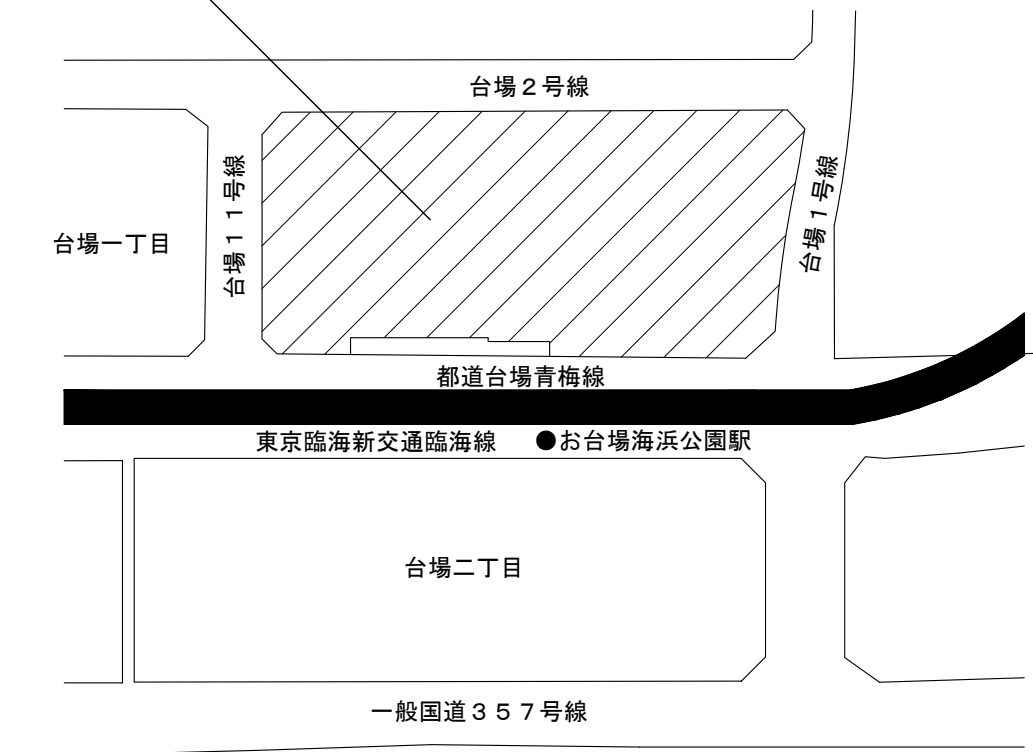 台場２号線
台場１１号線
台場１号線
台場一丁目
都道台場青梅線
東京臨海新交通臨海線
●お台場海浜公園駅
台場二丁目
一般国道３５７号線